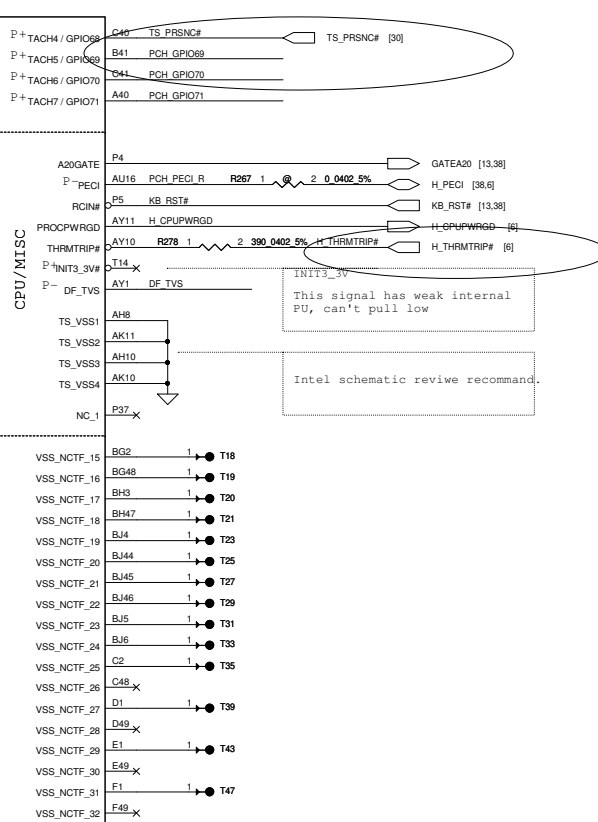 P+ TACH4 / GPIO68 C40 TS_PRSNC# TS_PRSNC# [30]
P+ TACH5 / GPIO69 B41 PCH_GPIO69
P+ TACH6 / GPIO70 C41 PCH_GPIO70
P+ TACH7 / GPIO71 A40 PCH_GPIO71
CPU/MISC
A20GATE P4 GATEA20 [13,38]
P- PECI AU16 PCH_PECI_R R267 1 @ 2 0_0402_5% H_PECI [38,6]
RCIN# P5 KB_RST# KB_RST# [13,38]
PROCPWRGD AY11 H_CPUPWRGD H_CPUPWRGD [6]
THRMTRIP# AY10 R278 1 2 390_0402_5% H_THRMTRIP# H_THRMTRIP# [6]
P+ INIT3_3V# T14
P- DF_TVS AY1 DF_TVS
INIT3_3V
This signal has weak internal
PU, can't pull low
TS_VSS1 AH8
TS_VSS2 AK11
TS_VSS3 AH10
TS_VSS4 AK10
Intel schematic reviwe recommand.
NC_1 P37
VSS_NCTF_15 BG2 1 T18
VSS_NCTF_16 BG48 1 T19
VSS_NCTF_17 BH3 1 T20
VSS_NCTF_18 BH47 1 T21
VSS_NCTF_19 BJ4 1 T23
VSS_NCTF_20 BJ44 1 T25
VSS_NCTF_21 BJ45 1 T27
VSS_NCTF_22 BJ46 1 T29
VSS_NCTF_23 BJ5 1 T31
VSS_NCTF_24 BJ6 1 T33
VSS_NCTF_25 C2 1 T35
VSS_NCTF_26 C48
VSS_NCTF_27 D1 1 T39
VSS_NCTF_28 D49
VSS_NCTF_29 E1 1 T43
VSS_NCTF_30 E49
VSS_NCTF_31 F1 1 T47
VSS_NCTF_32 F49